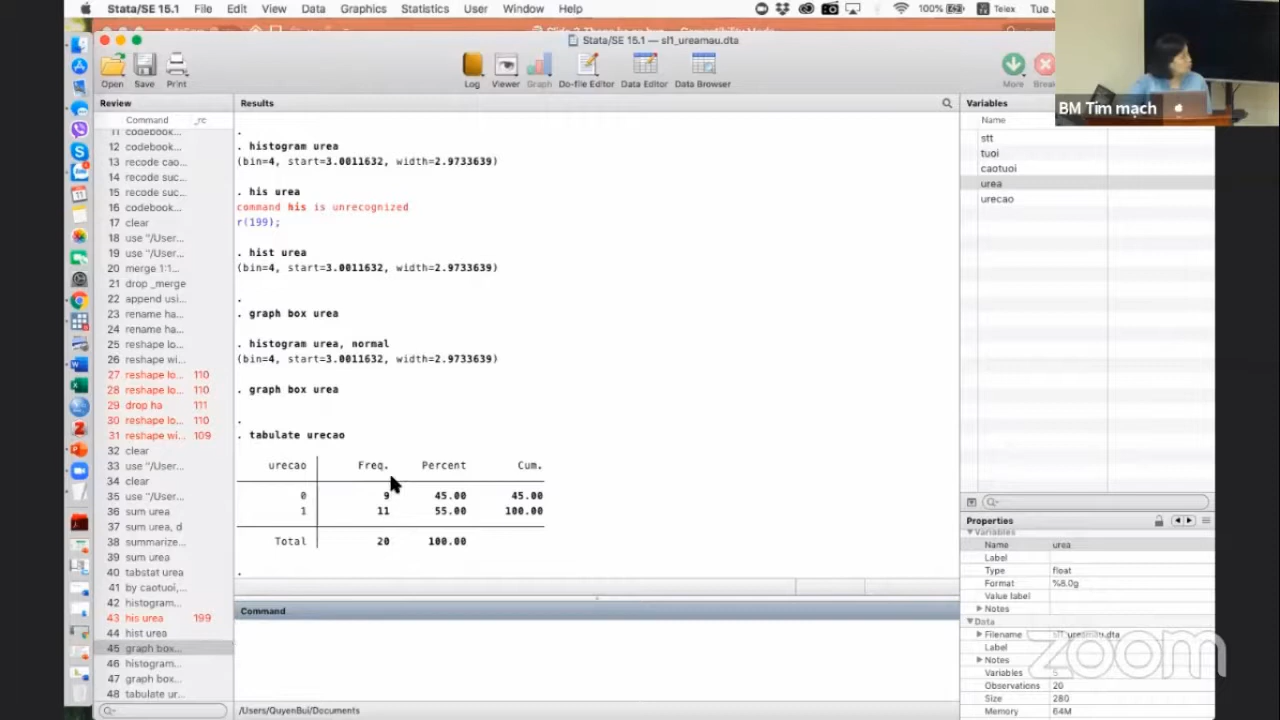 Stata/SE 15.1 File Edit View Data Graphics Statistics User Window Help 100% Telex Tue
Stata/SE 15.1 — sl1_ureamau.dta
Open Save Print Log Viewer Graph Do-file Editor Data Editor Data Browser More Break
BM Tim mạch
Review
Command _rc
11 codebook...
12 codebook...
13 recode cao...
14 recode suc...
15 recode suc...
16 codebook...
17 clear
18 use "/User...
19 use "/User...
20 merge 1:1...
21 drop _merge
22 append usi...
23 rename ha...
24 rename ha...
25 reshape lo...
26 reshape wi...
27 reshape lo... 110
28 reshape lo... 110
29 drop ha 111
30 reshape lo... 110
31 reshape wi... 109
32 clear
33 use "/User...
34 clear
35 use "/User...
36 sum urea
37 sum urea, d
38 summarize...
39 sum urea
40 tabstat urea
41 by caotuoi,...
42 histogram...
43 his urea 199
44 hist urea
45 graph box...
46 histogram...
47 graph box...
48 tabulate ur...
Results
.
. histogram urea
(bin=4, start=3.0011632, width=2.9733639)
. his urea
command his is unrecognized
r(199);
. hist urea
(bin=4, start=3.0011632, width=2.9733639)
.
. graph box urea
. histogram urea, normal
(bin=4, start=3.0011632, width=2.9733639)
. graph box urea
.
. tabulate urecao
urecao Freq. Percent Cum.
0 9 45.00 45.00
1 11 55.00 100.00
Total 20 100.00
.
Command
/Users/QuyenBui/Documents
Variables
Name
stt
tuoi
caotuoi
urea
urecao
Properties
Variables
Name urea
Label
Type float
Format %8.0g
Value label
Notes
Data
Filename sl1_ureamau.dta
Label
Notes
Variables 5
Observations 20
Size 280
Memory 64M
zoom